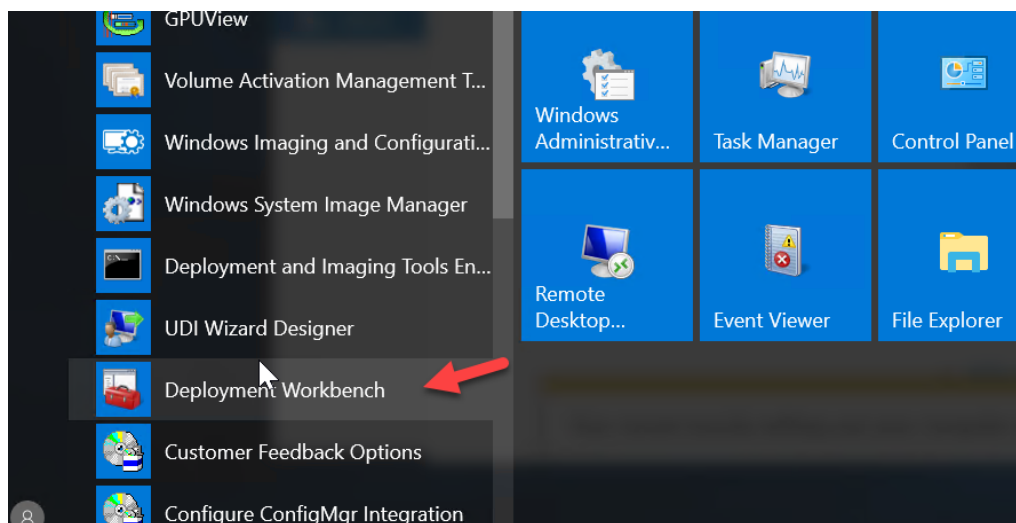 GPUView
Volume Activation Management T...
Windows Imaging and Configurati...
Windows System Image Manager
Deployment and Imaging Tools En...
UDI Wizard Designer
Deployment Workbench
Customer Feedback Options
Configure ConfigMgr Integration
Windows
Administrativ...
Task Manager
Control Panel
Remote
Desktop...
Event Viewer
File Explorer